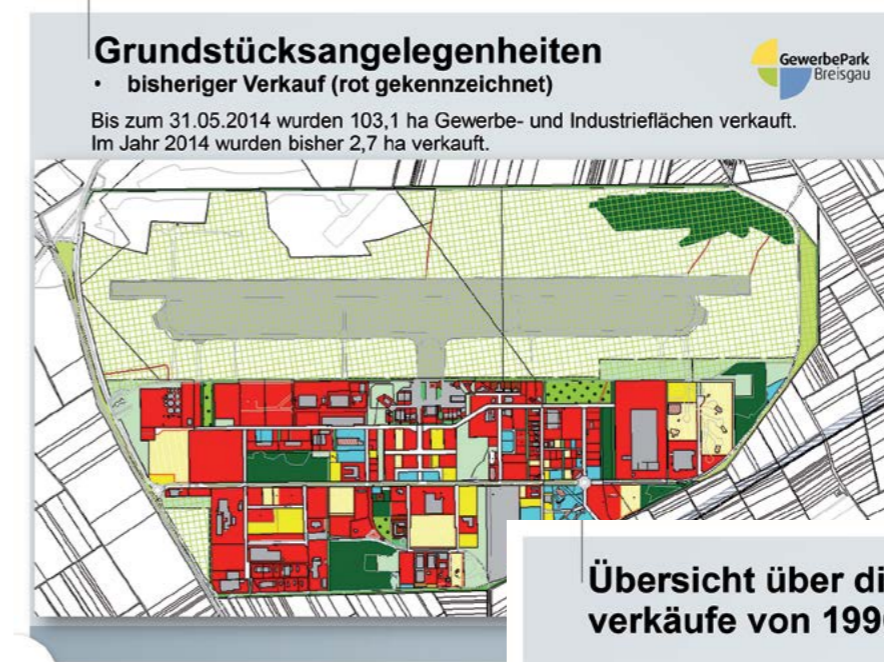 Grundstücksangelegenheiten
• bisheriger Verkauf (rot gekennzeichnet)
GewerbePark
Breisgau
Bis zum 31.05.2014 wurden 103,1 ha Gewerbe- und Industrieflächen verkauft.
Im Jahr 2014 wurden bisher 2,7 ha verkauft.
Übersicht über di
verkäufe von 199